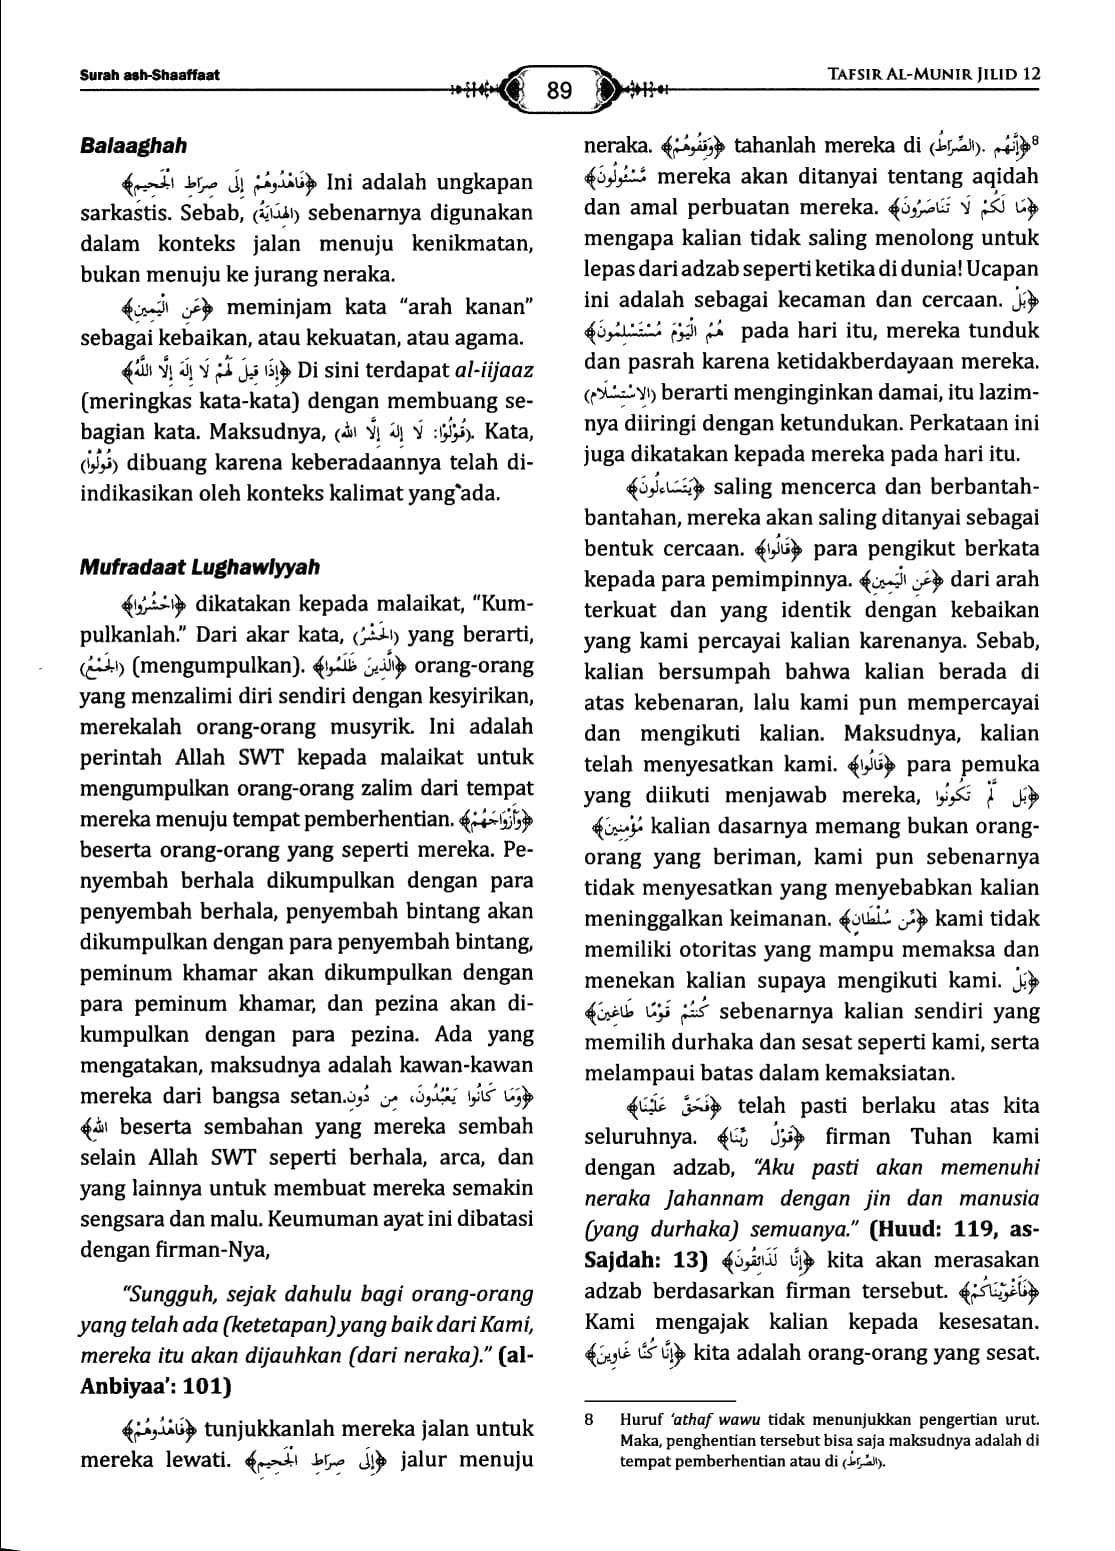 Surah ash-Shaaffaat
89
TAFSIR AL-MUNIR JILID 12
Balaaghah
﴿فَاهْدُوهُمْ إِلَى صِرَاطِ الْجَحِيمِ﴾ Ini adalah ungkapan
sarkastis. Sebab, (الهِدَايَةُ) sebenarnya digunakan
dalam konteks jalan menuju kenikmatan,
bukan menuju ke jurang neraka.
﴿عَنِ الْيَمِينِ﴾ meminjam kata “arah kanan”
sebagai kebaikan, atau kekuatan, atau agama.
﴿إِذَا قِيلَ لَهُمْ لَا إِلَهَ إِلَّا اللَّهُ﴾ Di sini terdapat al-iijaaz
(meringkas kata-kata) dengan membuang se-
bagian kata. Maksudnya, (قُوْلُوْا: لَا إِلهَ إِلَّا الله). Kata,
(قُولُوْا) dibuang karena keberadaannya telah di-
indikasikan oleh konteks kalimat yang ada.
Mufradaat Lughawiyyah
﴿احْشُرُوا﴾ dikatakan kepada malaikat, “Kum-
pulkanlah.” Dari akar kata, (الحَشْرُ) yang berarti,
(الجَمْعُ) (mengumpulkan). ﴿الَّذِينَ ظَلَمُوا﴾ orang-orang
yang menzalimi diri sendiri dengan kesyirikan,
merekalah orang-orang musyrik. Ini adalah
perintah Allah SWT kepada malaikat untuk
mengumpulkan orang-orang zalim dari tempat
mereka menuju tempat pemberhentian. ﴿وَأَزْوَاجَهُمْ﴾
beserta orang-orang yang seperti mereka. Pe-
nyembah berhala dikumpulkan dengan para
penyembah berhala, penyembah bintang akan
dikumpulkan dengan para penyembah bintang,
peminum khamar akan dikumpulkan dengan
para peminum khamar, dan pezina akan di-
kumpulkan dengan para pezina. Ada yang
mengatakan, maksudnya adalah kawan-kawan
mereka dari bangsa setan. ﴿وَمَا كَانُوا يَعْبُدُونَ، مِن دُونِ
اللهِ﴾ beserta sembahan yang mereka sembah
selain Allah SWT seperti berhala, arca, dan
yang lainnya untuk membuat mereka semakin
sengsara dan malu. Keumuman ayat ini dibatasi
dengan firman-Nya,
“Sungguh, sejak dahulu bagi orang-orang
yang telah ada (ketetapan) yang baik dari Kami,
mereka itu akan dijauhkan (dari neraka).” (al-
Anbiyaa’: 101)
﴿فَاهْدُوهُمْ﴾ tunjukkanlah mereka jalan untuk
mereka lewati. ﴿إِلَى صِرَاطِ الْجَحِيمِ﴾ jalur menuju
neraka. ﴿وَقِفُوهُمْ﴾ tahanlah mereka di (الصِّرَاطُ). ﴿إِنَّهُم8
مَّسْئُولُونَ﴾ mereka akan ditanyai tentang aqidah
dan amal perbuatan mereka. ﴿مَا لَكُمْ لَا تَنَاصَرُونَ﴾
mengapa kalian tidak saling menolong untuk
lepas dari adzab seperti ketika di dunia! Ucapan
ini adalah sebagai kecaman dan cercaan. ﴿بَلْ
هُمُ الْيَوْمَ مُسْتَسْلِمُونَ﴾ pada hari itu, mereka tunduk
dan pasrah karena ketidakberdayaan mereka.
(الاِسْتِسْلَام) berarti menginginkan damai, itu lazim-
nya diiringi dengan ketundukan. Perkataan ini
juga dikatakan kepada mereka pada hari itu.
﴿يَتَسَاءلُونَ﴾ saling mencerca dan berbantah-
bantahan, mereka akan saling ditanyai sebagai
bentuk cercaan. ﴿قَالُوا﴾ para pengikut berkata
kepada para pemimpinnya. ﴿عَنِ الْيَمِينِ﴾ dari arah
terkuat dan yang identik dengan kebaikan
yang kami percayai kalian karenanya. Sebab,
kalian bersumpah bahwa kalian berada di
atas kebenaran, lalu kami pun mempercayai
dan mengikuti kalian. Maksudnya, kalian
telah menyesatkan kami. ﴿قَالُوا﴾ para pemuka
yang diikuti menjawab mereka, ﴿بَل لَّمْ تَكُونُوا
مُؤْمِنِينَ﴾ kalian dasarnya memang bukan orang-
orang yang beriman, kami pun sebenarnya
tidak menyesatkan yang menyebabkan kalian
meninggalkan keimanan. ﴿مِّن سُلْطَانٍ﴾ kami tidak
memiliki otoritas yang mampu memaksa dan
menekan kalian supaya mengikuti kami. ﴿بَلْ
كُنتُمْ قَوْمًا طَاغِينَ﴾ sebenarnya kalian sendiri yang
memilih durhaka dan sesat seperti kami, serta
melampaui batas dalam kemaksiatan.
﴿فَحَقَّ عَلَيْنَا﴾ telah pasti berlaku atas kita
seluruhnya. ﴿قَوْلُ رَبِّنَا﴾ firman Tuhan kami
dengan adzab, “Aku pasti akan memenuhi
neraka Jahannam dengan jin dan manusia
(yang durhaka) semuanya.” (Huud: 119, as-
Sajdah: 13) ﴿إِنَّا لَذَائِقُونَ﴾ kita akan merasakan
adzab berdasarkan firman tersebut. ﴿فَأَغْوَيْنَاكُمْ﴾
Kami mengajak kalian kepada kesesatan.
﴿إِنَّا كُنَّا غَاوِينَ﴾ kita adalah orang-orang yang sesat.
8 Huruf ‘athaf wawu tidak menunjukkan pengertian urut.
Maka, penghentian tersebut bisa saja maksudnya adalah di
tempat pemberhentian atau di (الصِّرَاطُ).